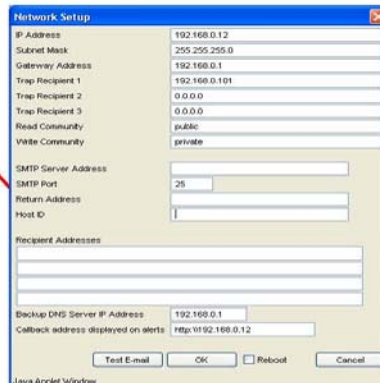 Network Setup
IP Address 192.168.0.12
Subnet Mask 255.255.255.0
Gateway Address 192.168.0.1
Trap Recipient 1 192.168.0.101
Trap Recipient 2 0.0.0.0
Trap Recipient 3 0.0.0.0
Read Community public
Write Community private
SMTP Server Address
SMTP Port 25
Return Address
Host ID
Recipient Addresses
Backup DNS Server IP Address 192.168.0.1
Callback address displayed on alerts http:\\192.168.0.12
Test E-mail OK Reboot Cancel
Java Applet Window